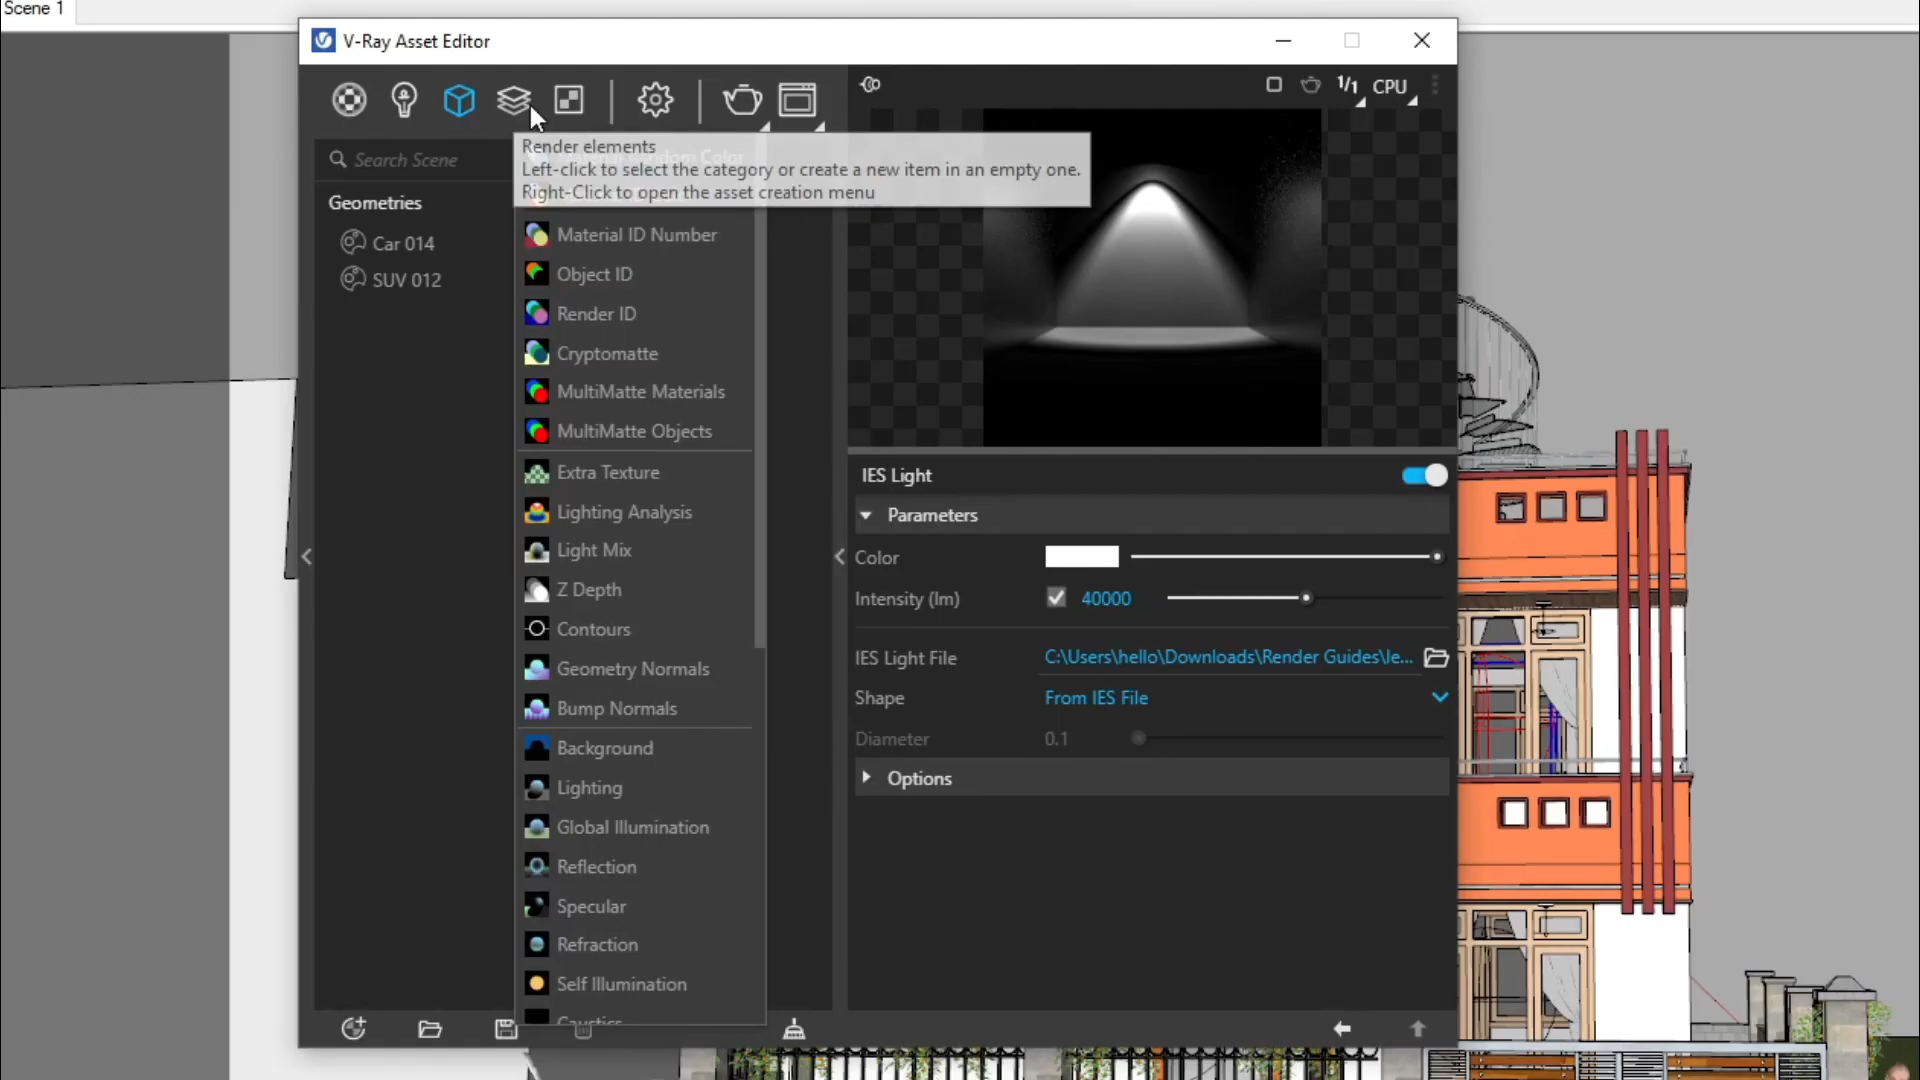 Scene 1
V-Ray Asset Editor
1/1
CPU
Search Scene
Render elements
Left-click to select the category or create a new item in an empty one.
Right-Click to open the asset creation menu
Geometries
Car 014
SUV 012
Material ID Number
Object ID
Render ID
Cryptomatte
MultiMatte Materials
MultiMatte Objects
Extra Texture
Lighting Analysis
Light Mix
Z Depth
Contours
Geometry Normals
Bump Normals
Background
Lighting
Global Illumination
Reflection
Specular
Refraction
Self Illumination
Caustics
IES Light
Parameters
Color
Intensity (lm)
40000
IES Light File
C:\Users\hello\Downloads\Render Guides\Ie...
Shape
From IES File
Diameter
0.1
Options